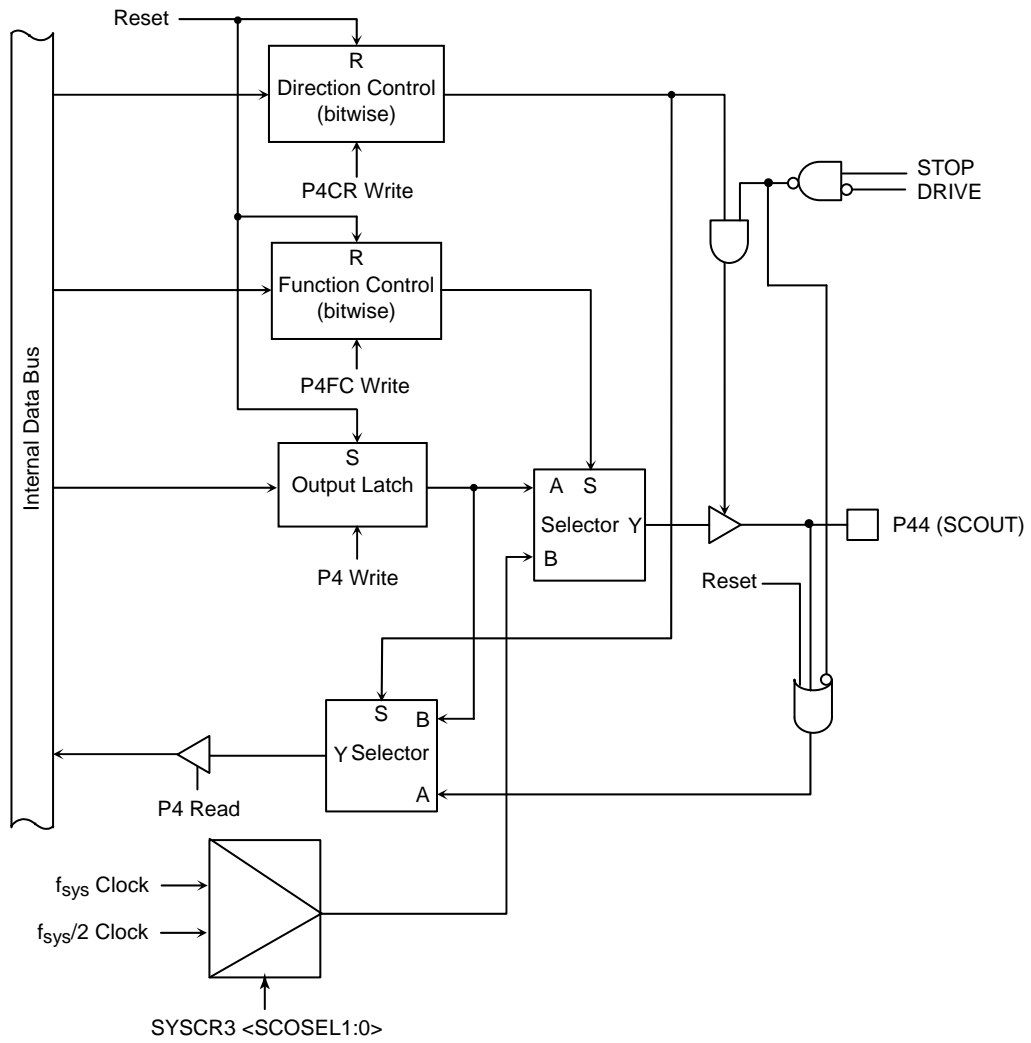 Reset
R
Direction Control
(bitwise)
P4CR Write
STOP
DRIVE
R
Function Control
(bitwise)
P4FC Write
Internal Data Bus
S
Output Latch
P4 Write
A S
Selector Y
B
P44 (SCOUT)
Reset
S
B
Y Selector
A
P4 Read
fsys Clock
fsys/2 Clock
SYSCR3 <SCOSEL1:0>